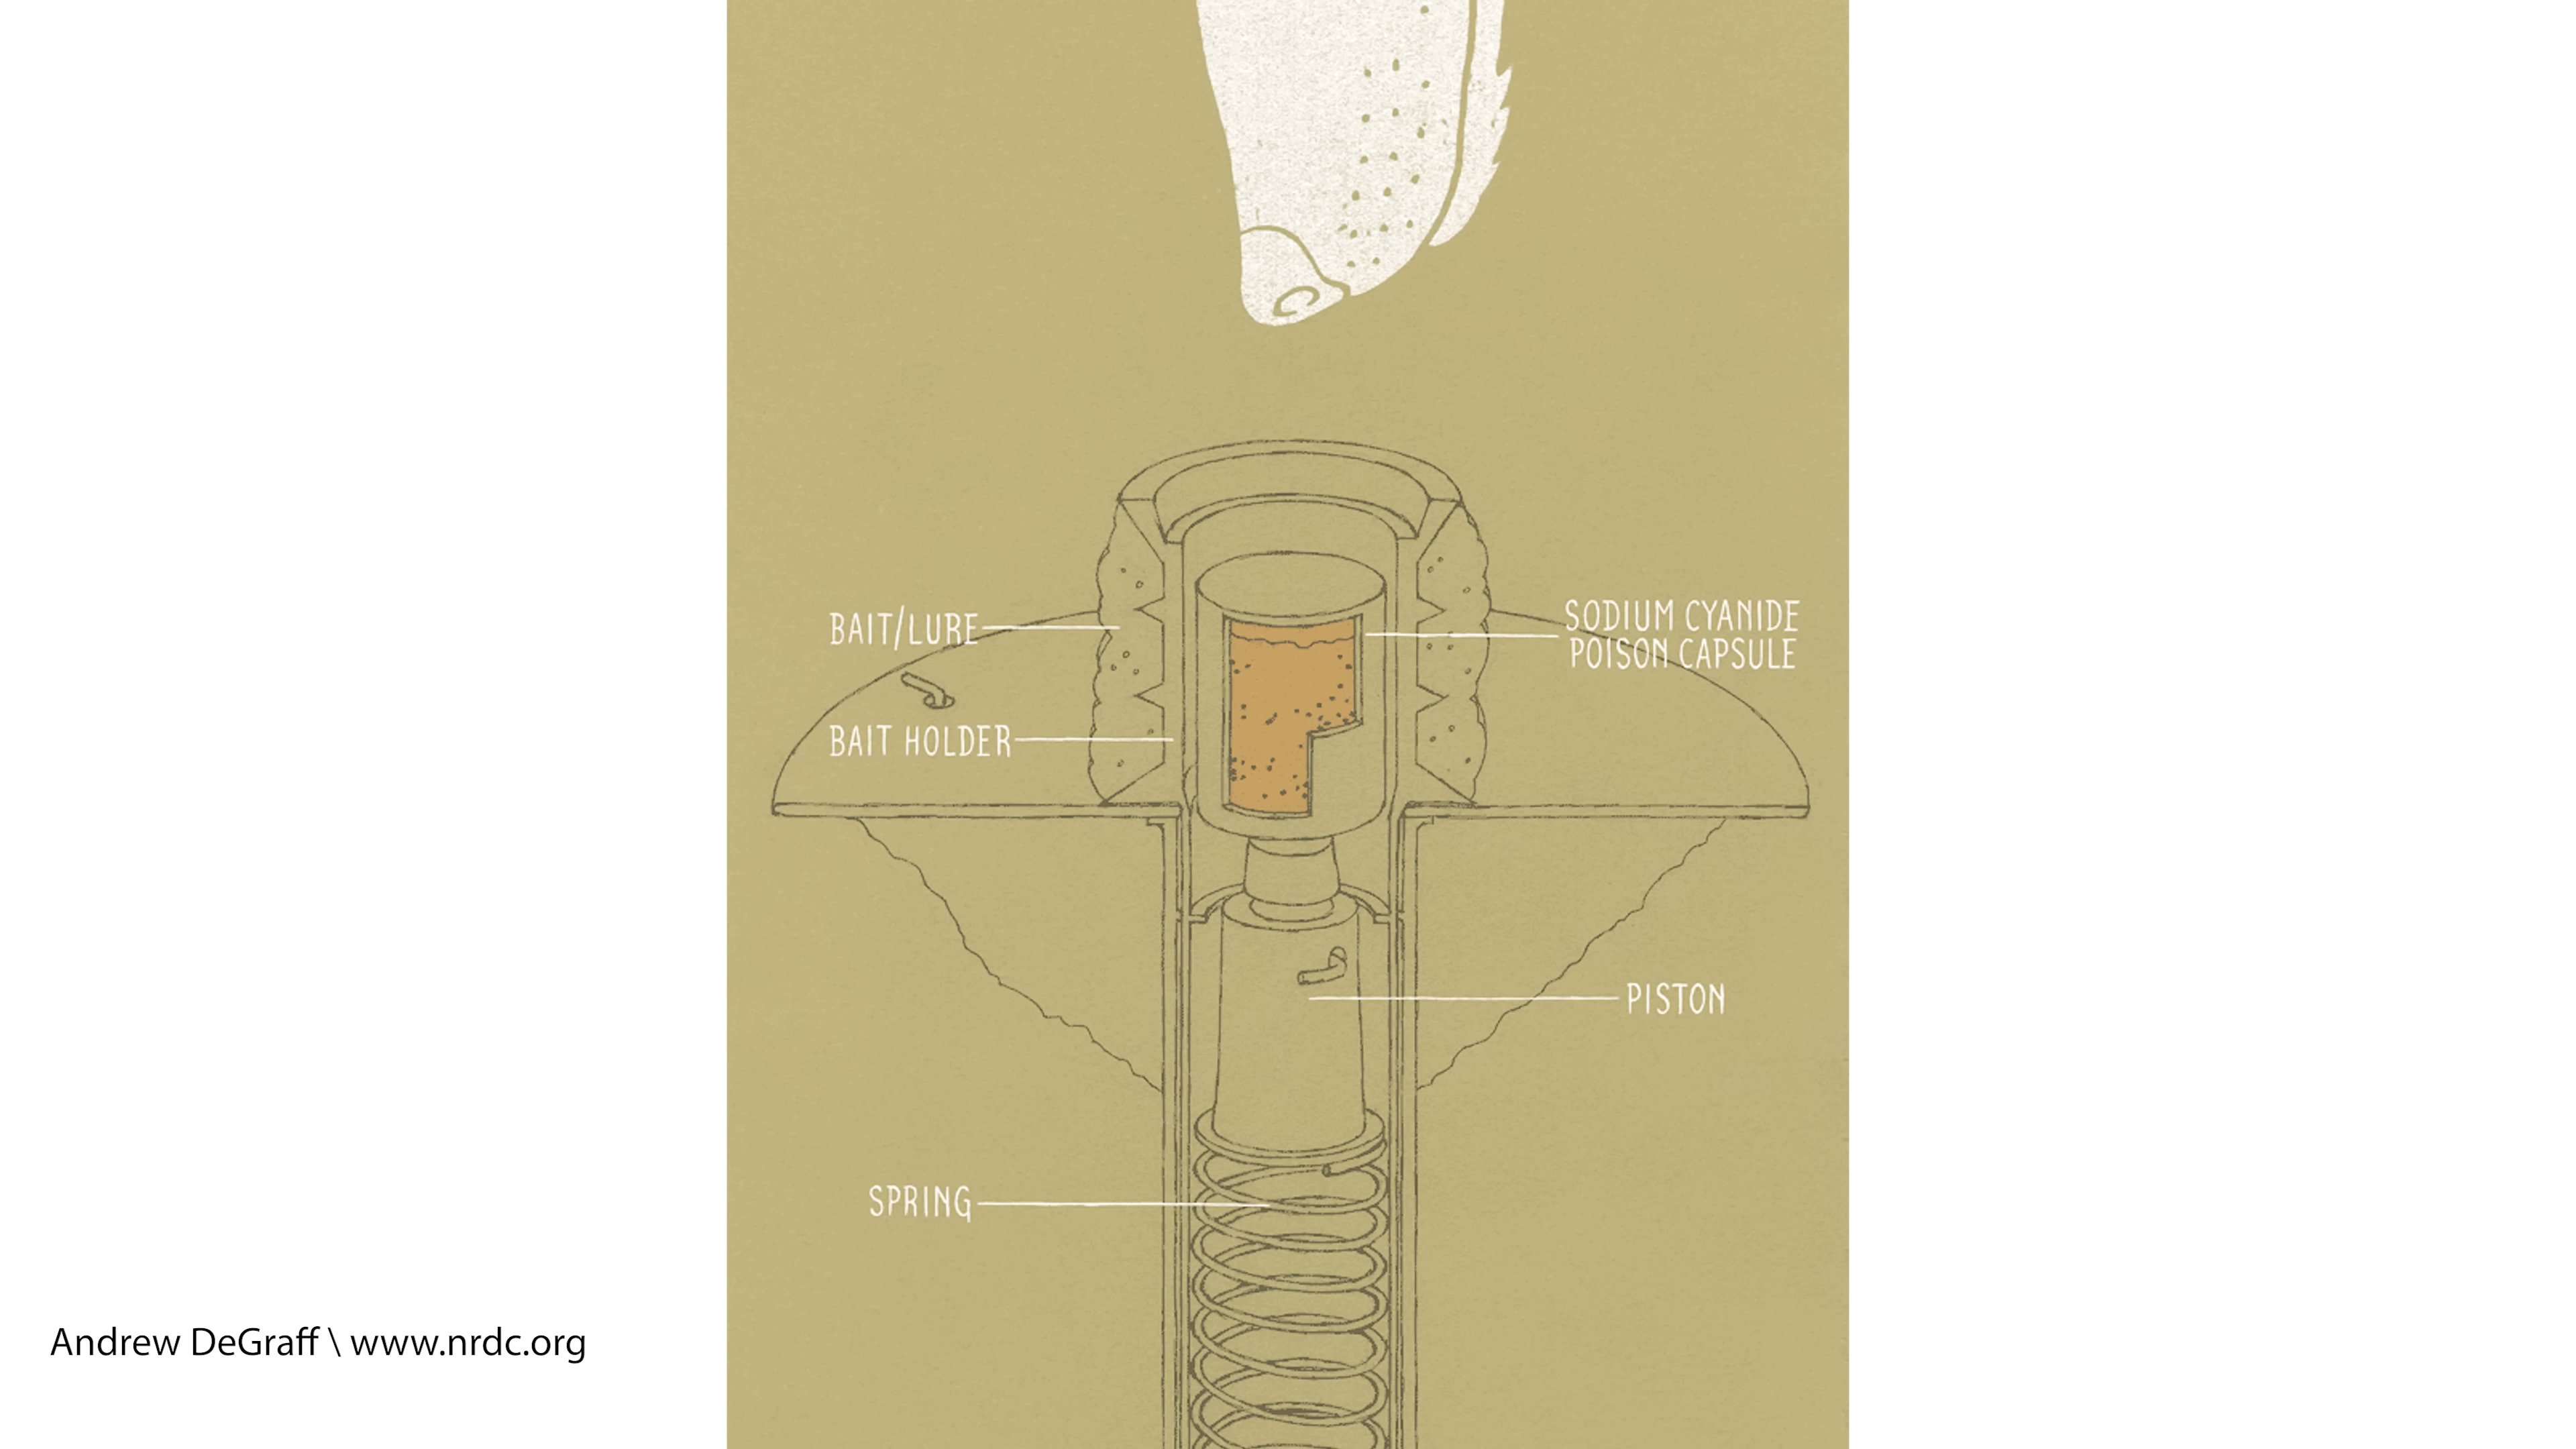 BAIT/LURE
SODIUM CYANIDE
POISON CAPSULE
BAIT HOLDER
PISTON
SPRING
Andrew DeGraff \ www.nrdc.org